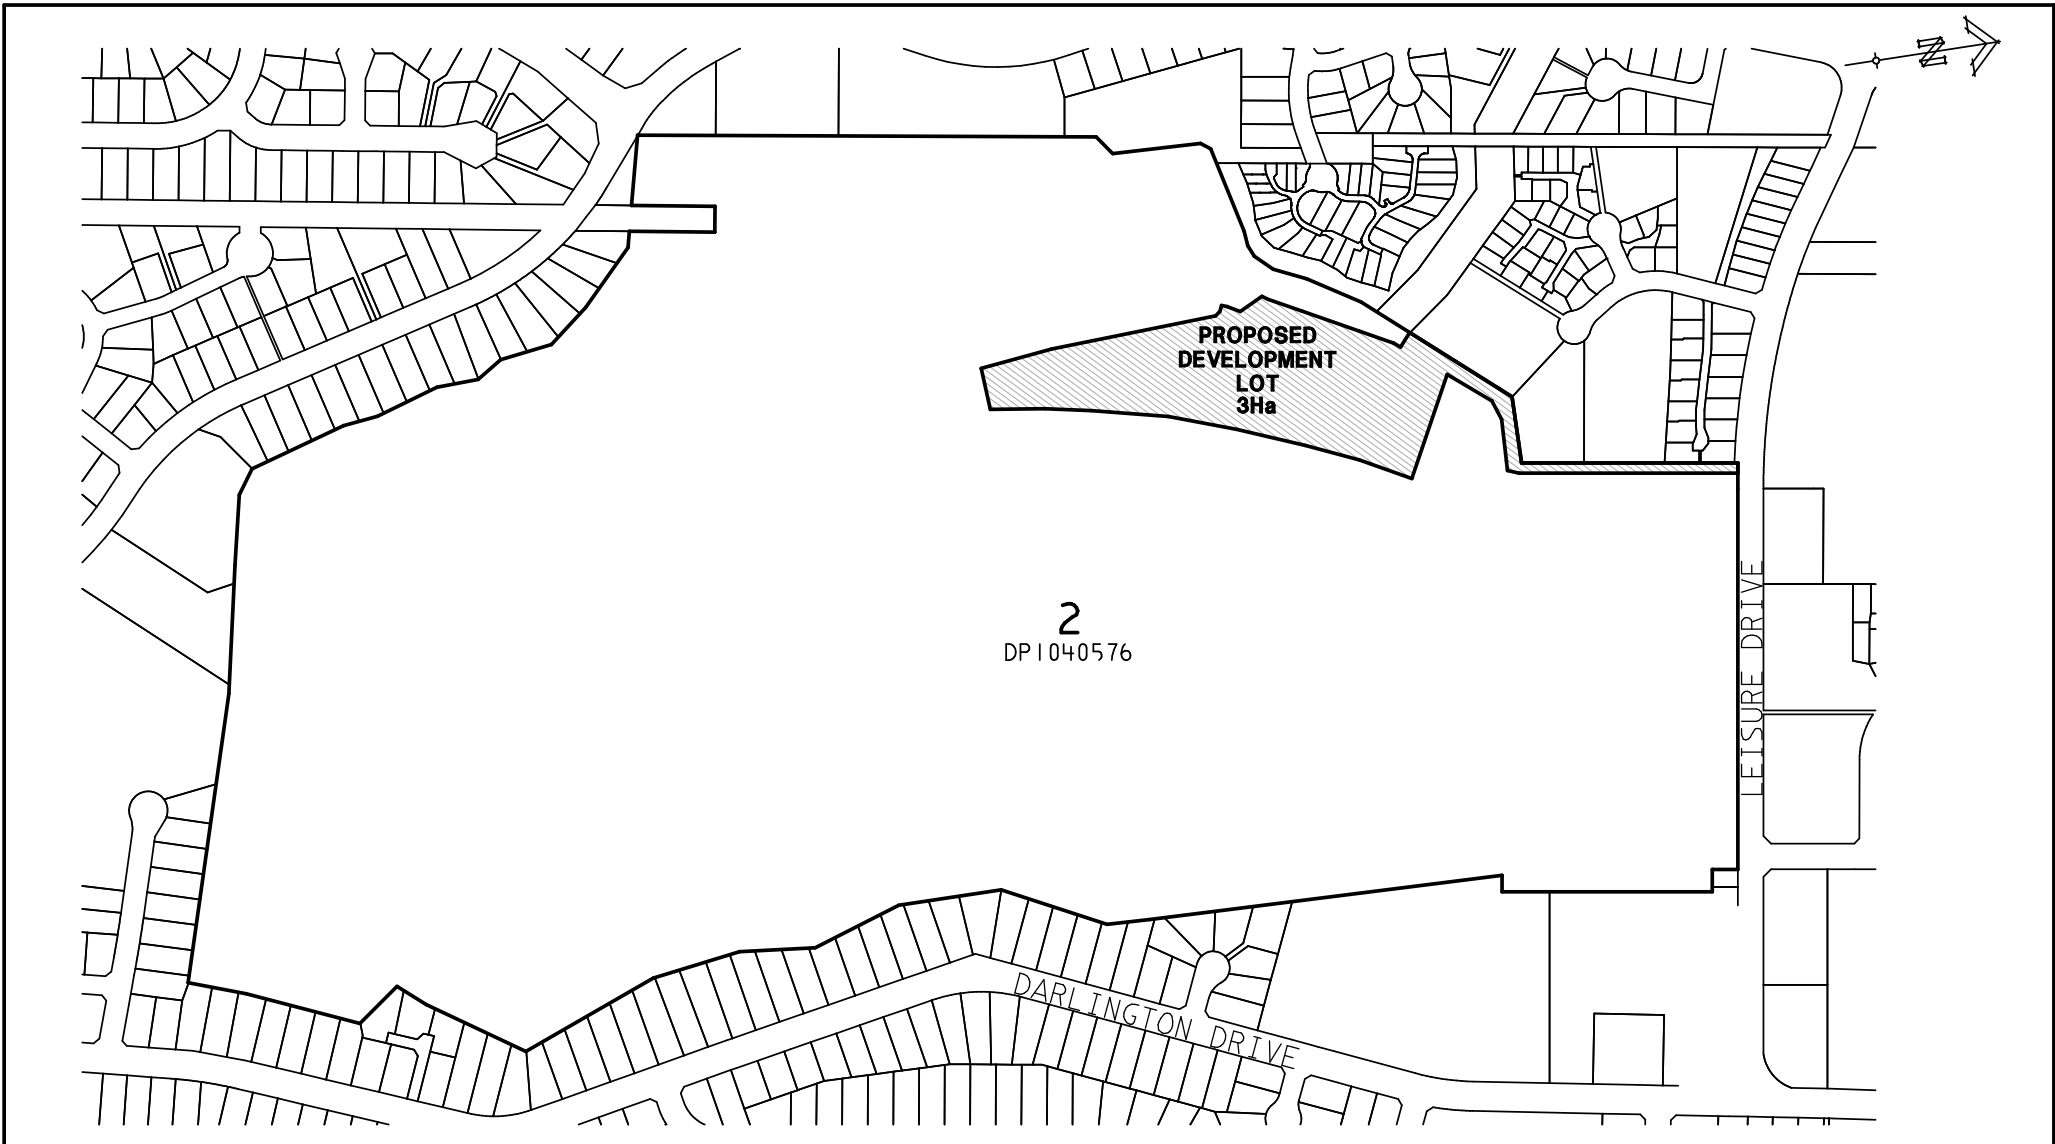 N
PROPOSED
DEVELOPMENT
LOT
3Ha
2
DP1040576
LEISURE DRIVE
DARLINGTON DRIVE